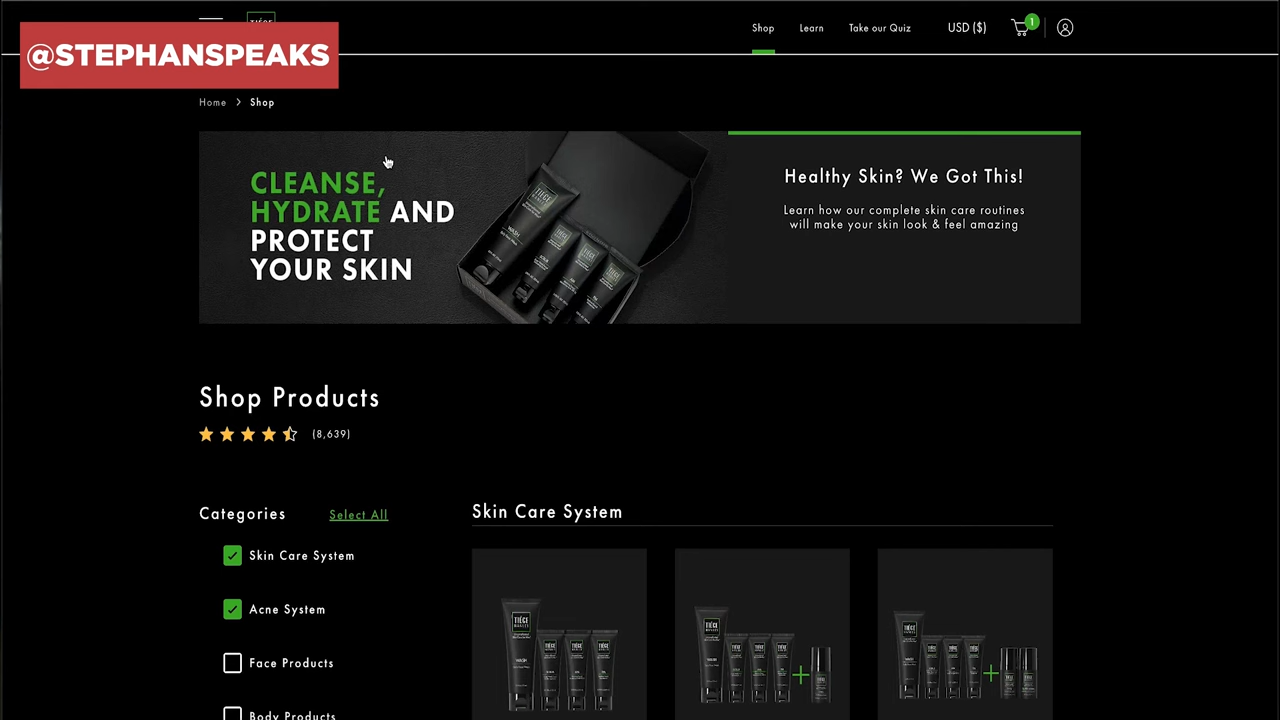 Shop
Learn
Take our Quiz
USD ($)
1
@STEPHANSPEAKS
Home > Shop
CLEANSE,
HYDRATE AND
PROTECT
YOUR SKIN
Healthy Skin? We Got This!
Learn how our complete skin care routines
will make your skin look & feel amazing
Shop Products
(8,639)
Categories
Select All
Skin Care System
Acne System
Face Products
Body Products
Skin Care System
TIÉGE
WASH